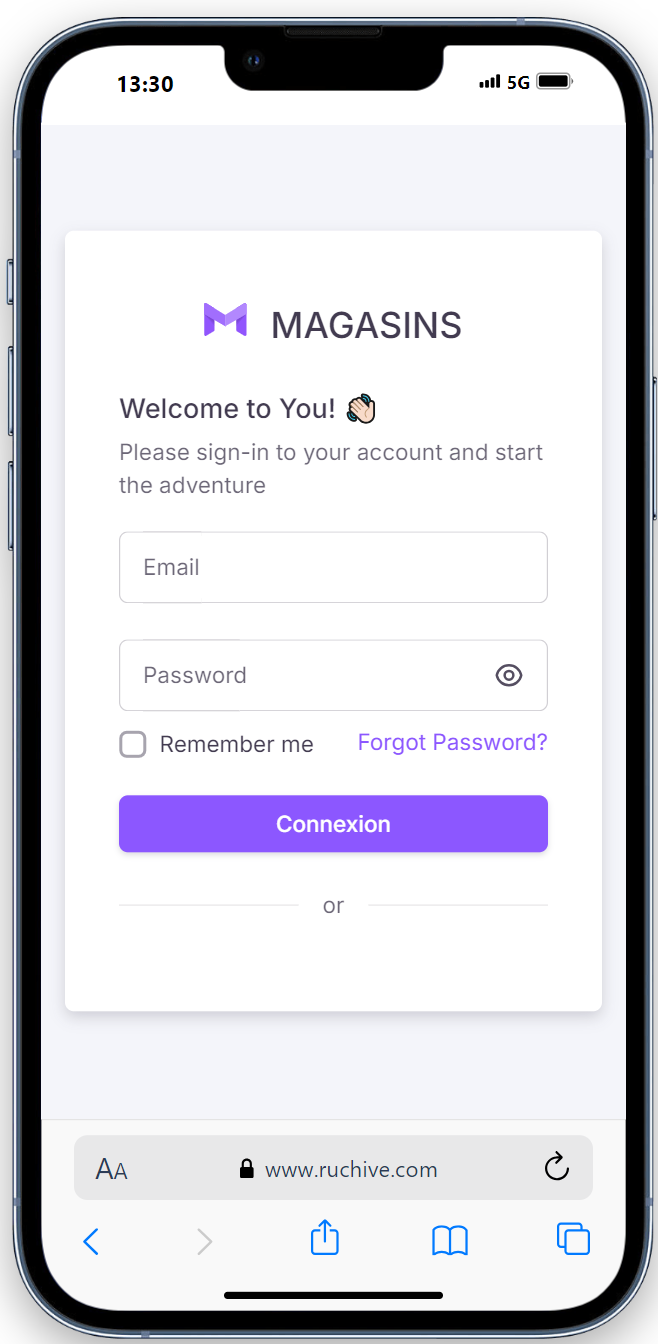 13:30
5G
MAGASINS
Welcome to You! 👋🏻
Please sign-in to your account and start
the adventure
Email
Password
Remember me
Forgot Password?
Connexion
or
AA
www.ruchive.com